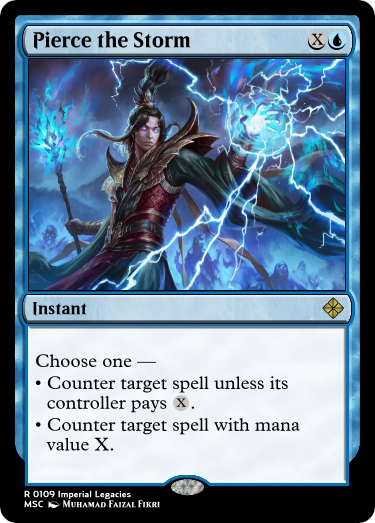 Pierce the Storm X
Instant
Choose one —
• Counter target spell unless its
controller pays X.
• Counter target spell with mana
value X.
R 0109 Imperial Legacies
MSC Muhamad Faizal Fikri